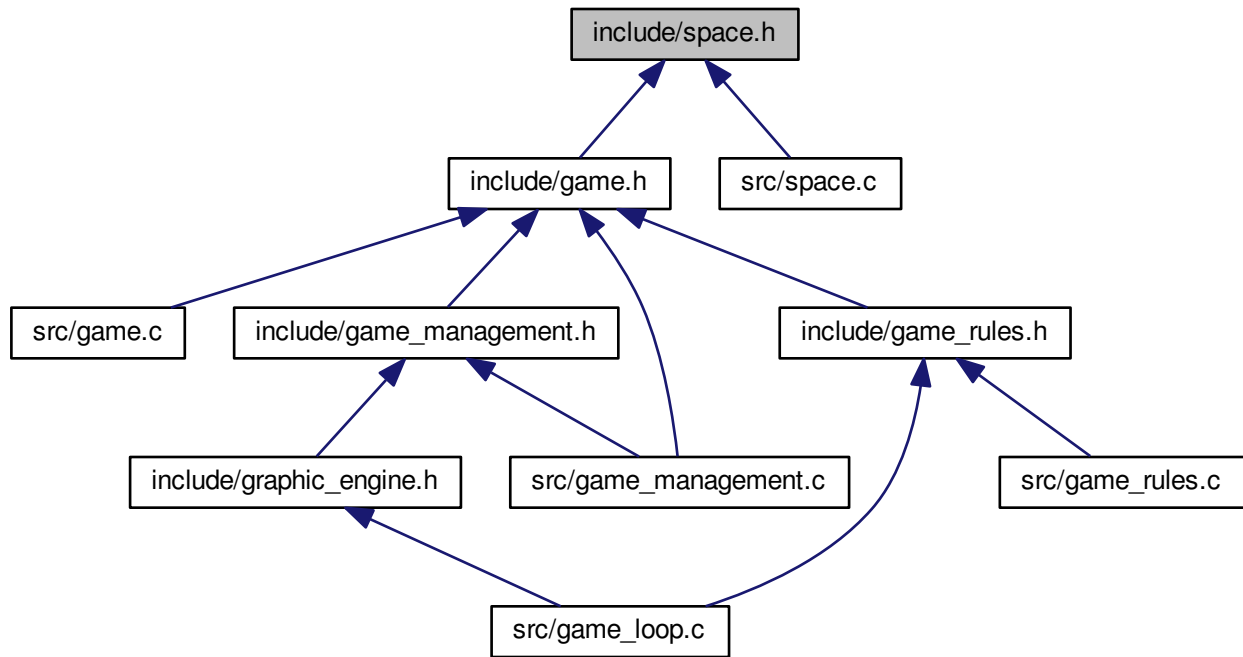 include/space.h
include/game.h
src/space.c
src/game.c
include/game_management.h
include/game_rules.h
include/graphic_engine.h
src/game_management.c
src/game_rules.c
src/game_loop.c